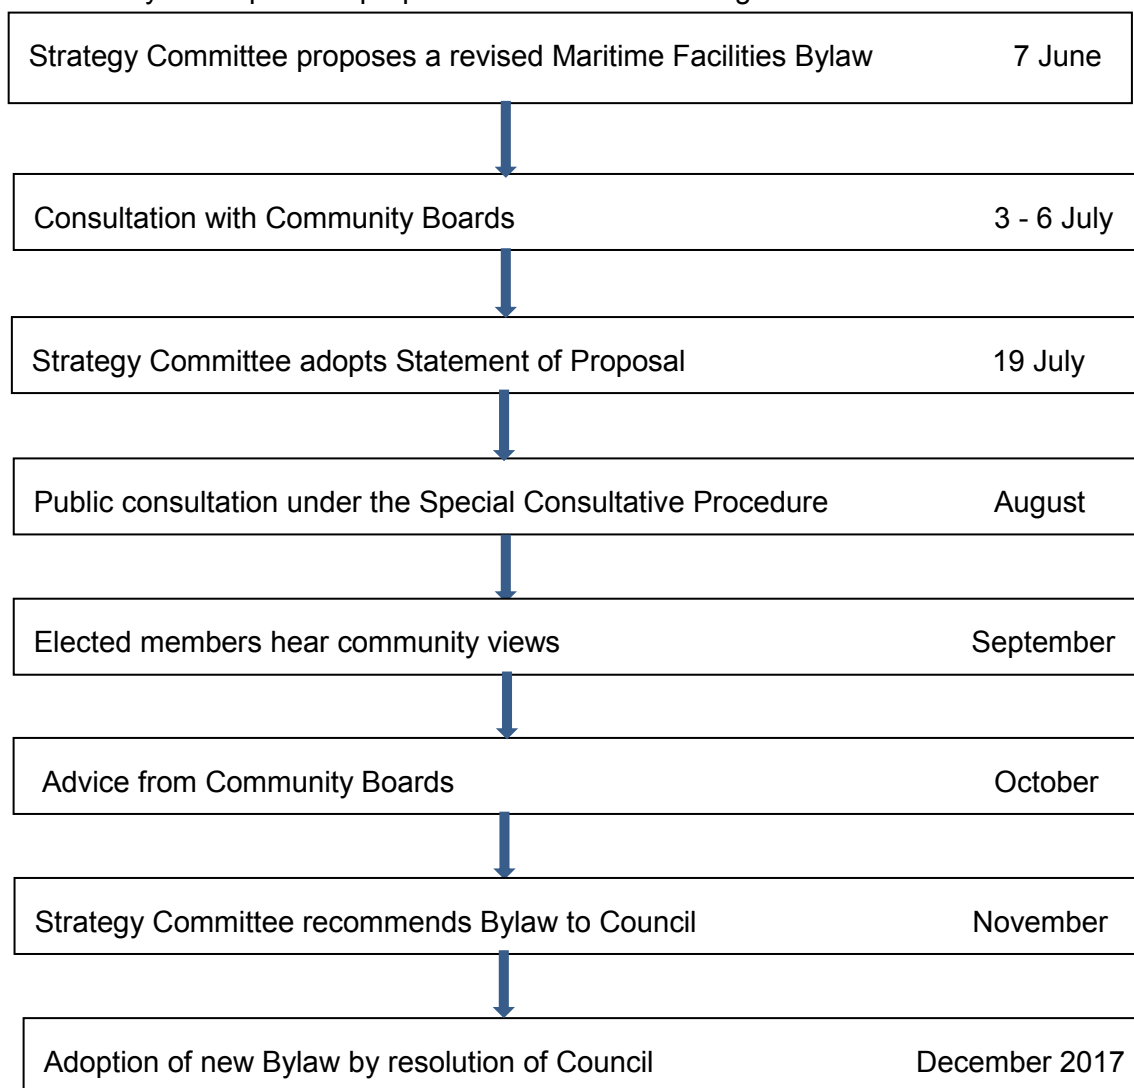 Strategy Committee proposes a revised Maritime Facilities Bylaw 7 June
Consultation with Community Boards 3 - 6 July
Strategy Committee adopts Statement of Proposal 19 July
Public consultation under the Special Consultative Procedure August
Elected members hear community views September
Advice from Community Boards October
Strategy Committee recommends Bylaw to Council November
Adoption of new Bylaw by resolution of Council December 2017